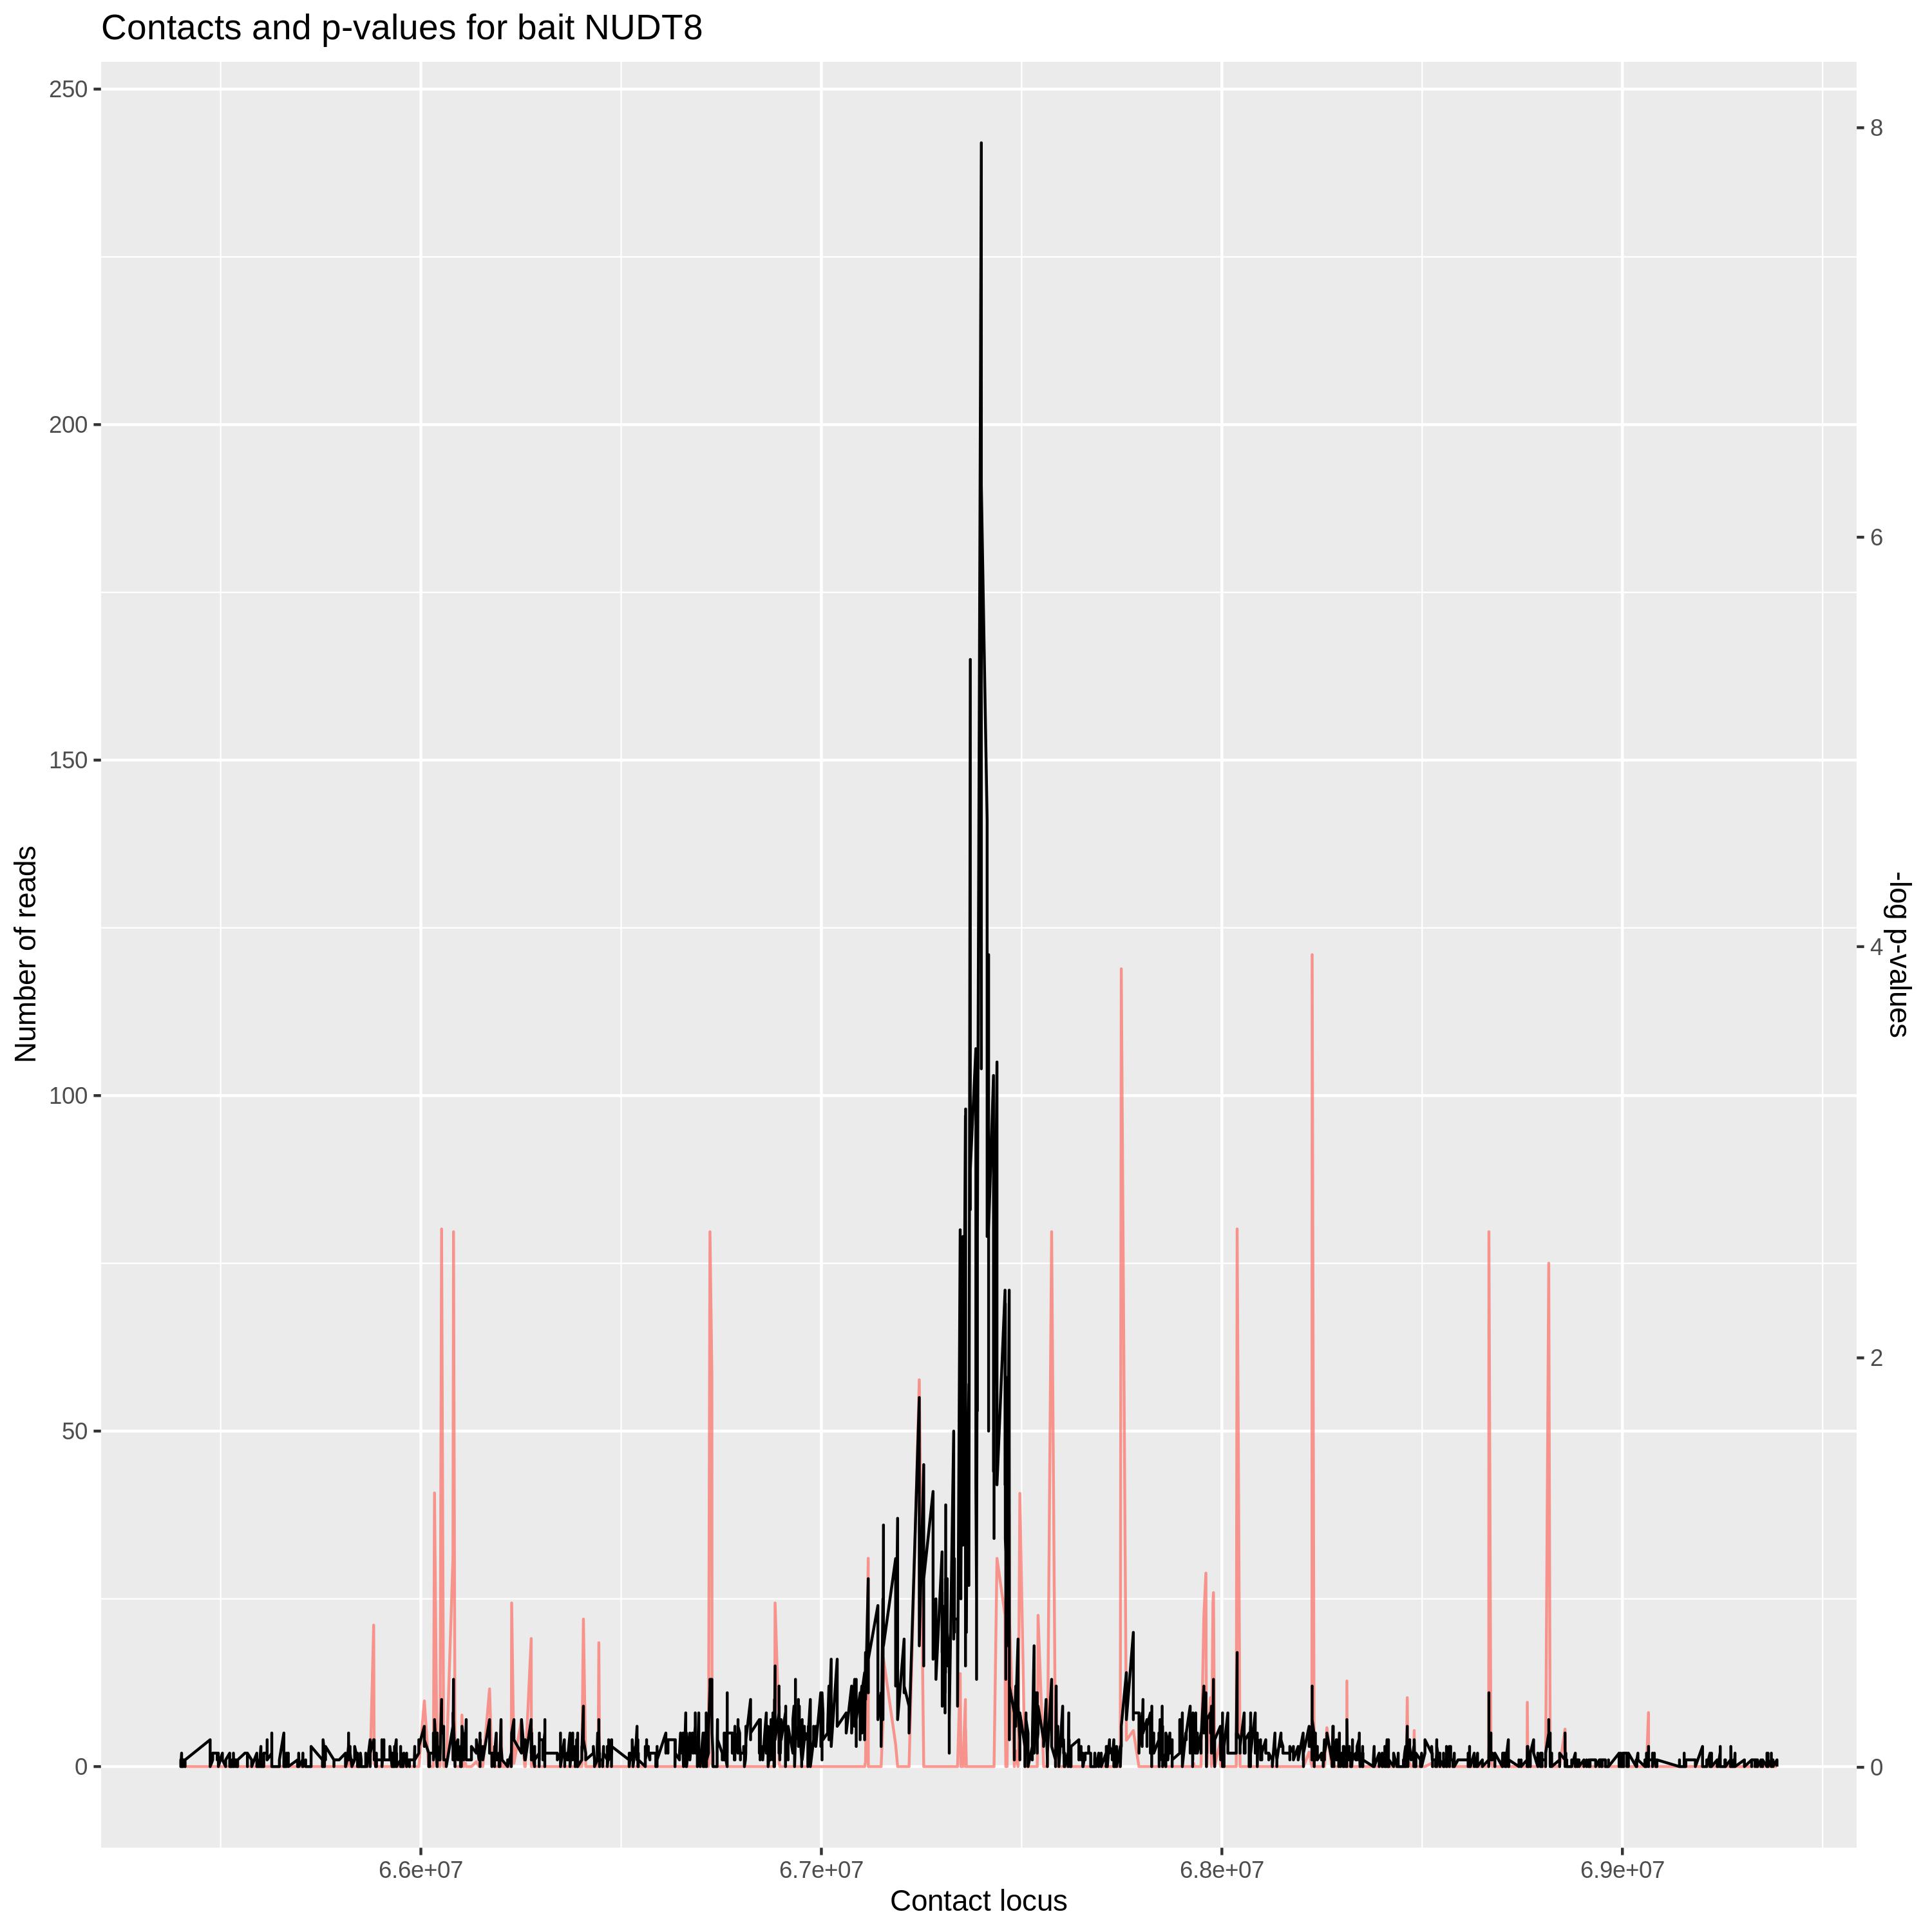 Contacts and p-values for bait NUDT8
250
200
150
100
50
0
Number of reads
8
6
4
2
0
-log p-values
6.6e+07
6.7e+07
6.8e+07
6.9e+07
Contact locus